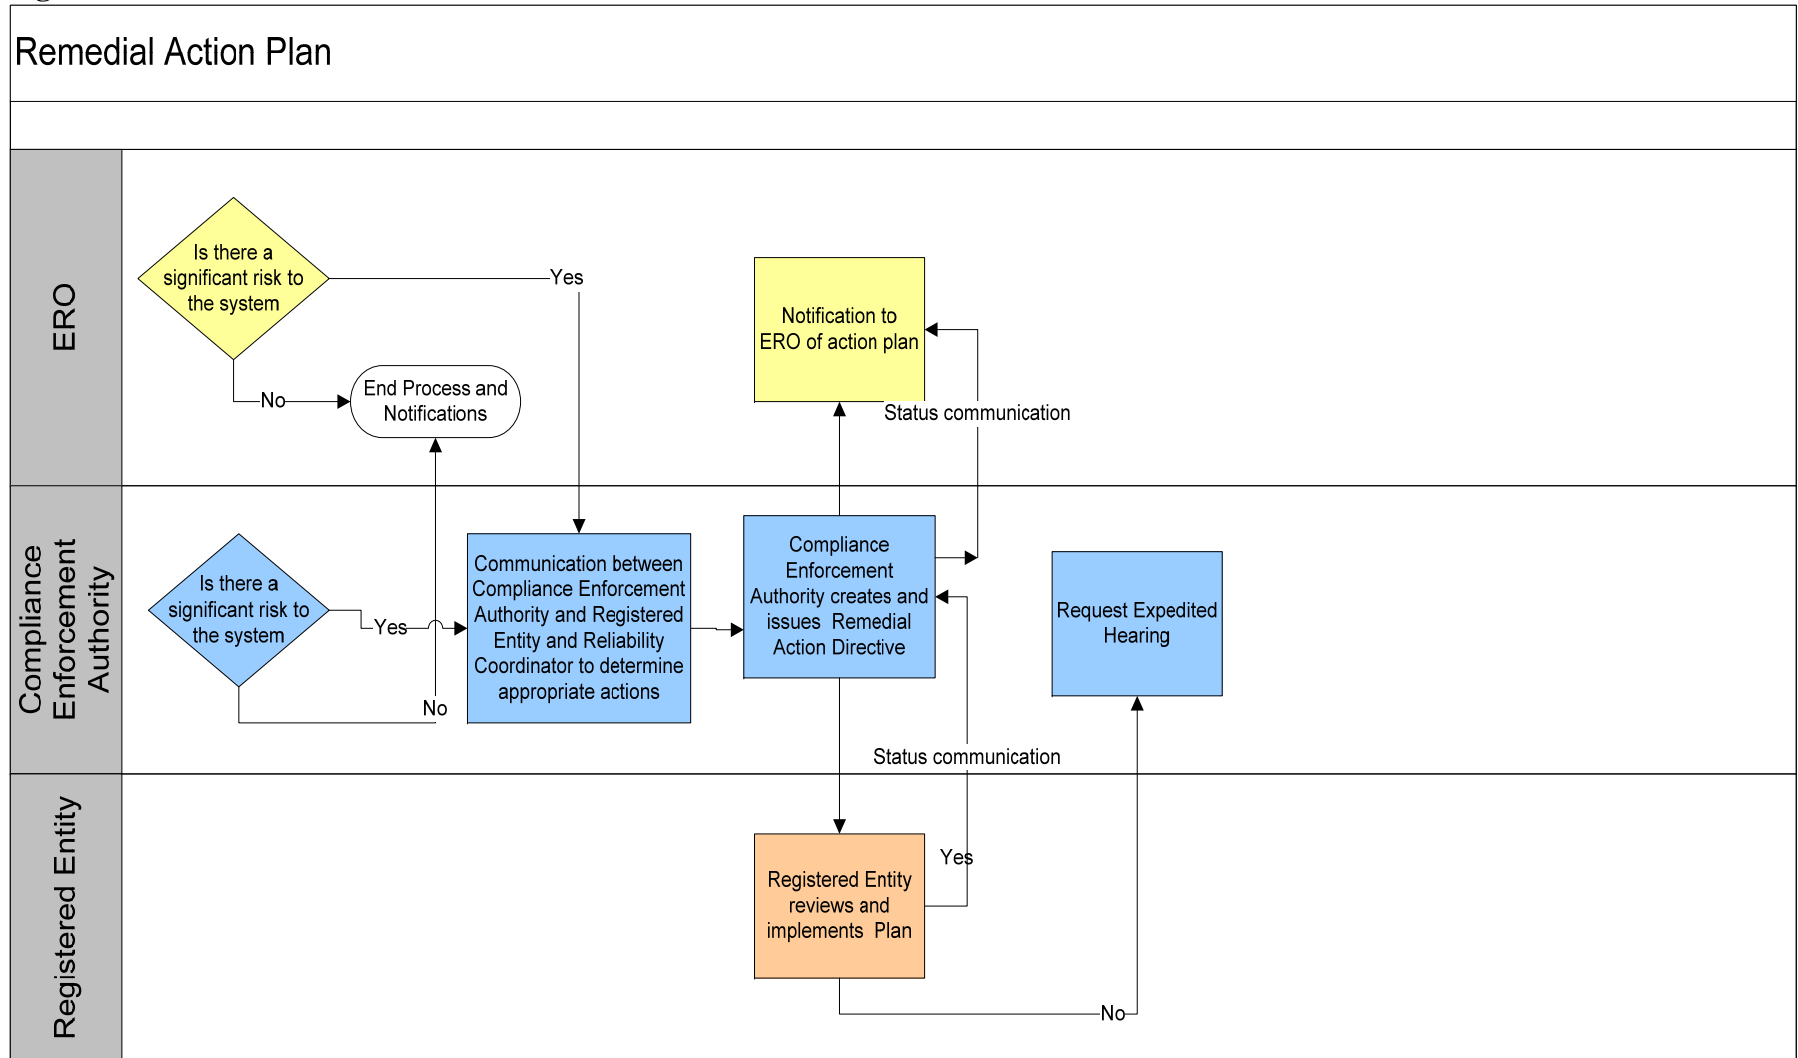 Remedial Action Plan
ERO
Is there a
significant risk to
the system
Yes
No
End Process and
Notifications
Notification to
ERO of action plan
Status communication
Compliance
Enforcement
Authority
Is there a
significant risk to
the system
Yes
No
Communication between
Compliance Enforcement
Authority and Registered
Entity and Reliability
Coordinator to determine
appropriate actions
Compliance
Enforcement
Authority creates and
issues Remedial
Action Directive
Request Expedited
Hearing
Status communication
Registered Entity
Registered Entity
reviews and
implements Plan
Yes
No